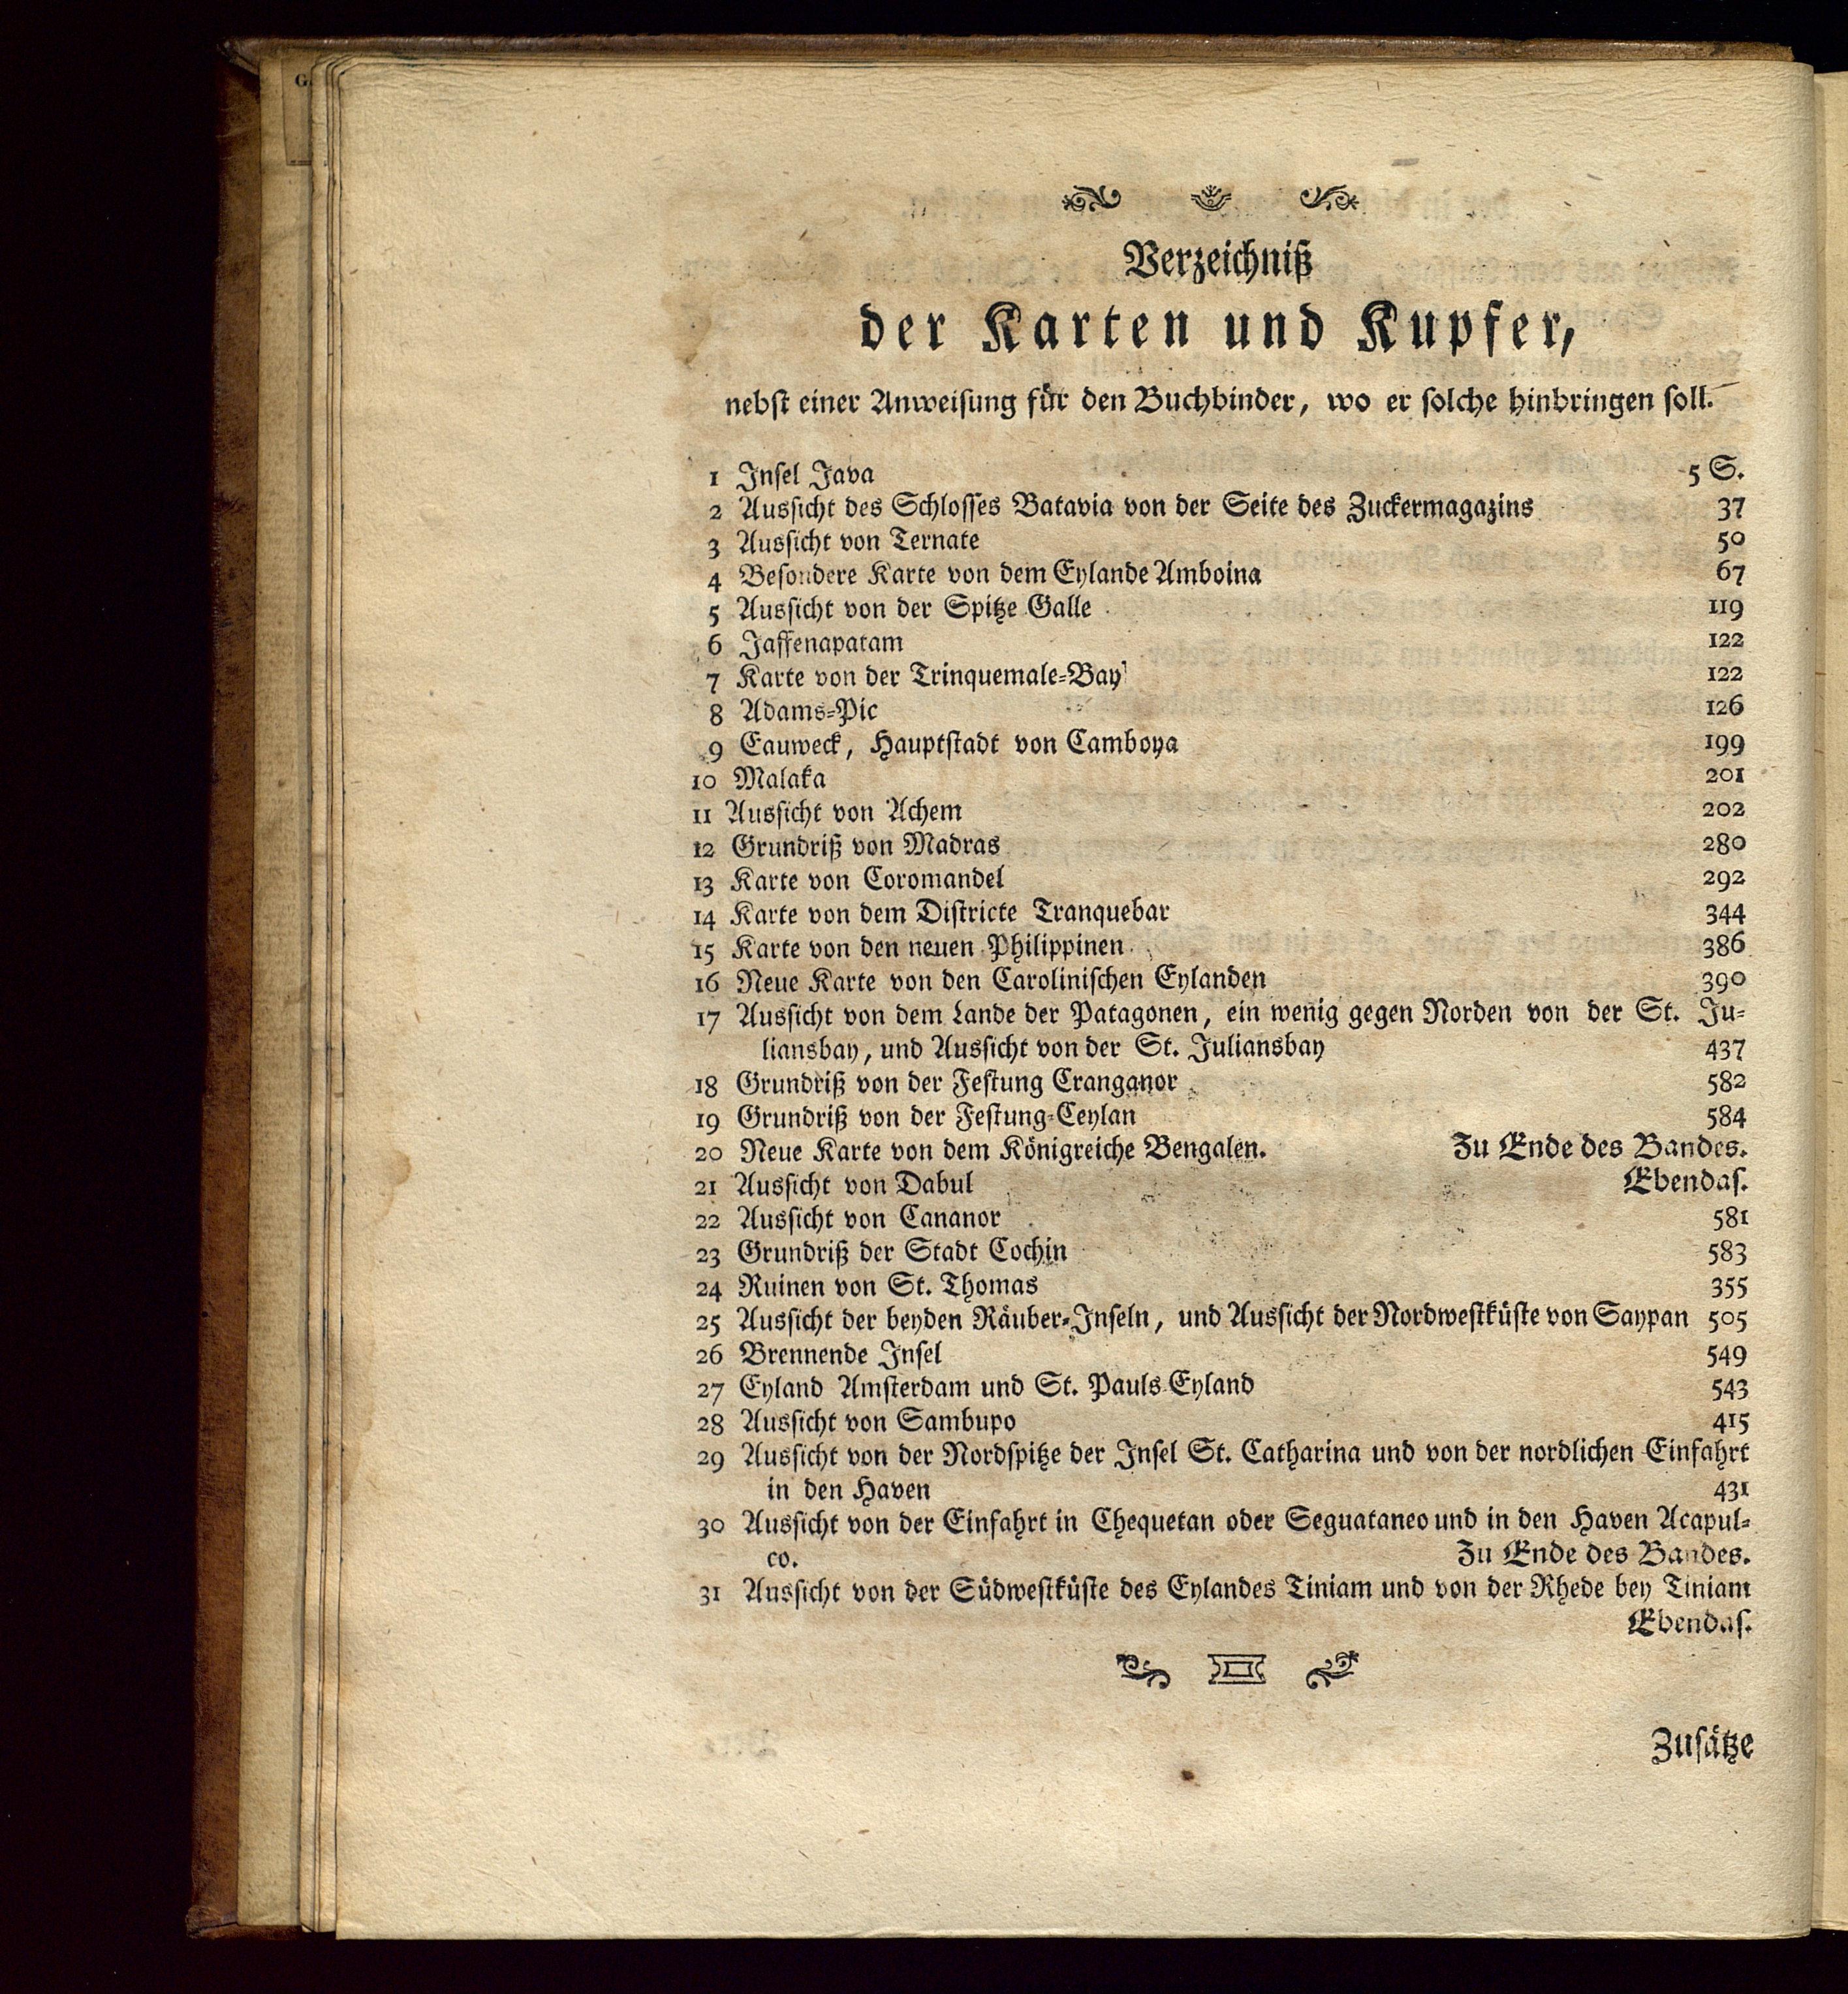 Verzeichniß
der Karten und Kupfer,
nebst einer Anweisung für den Buchbinder, wo er solche hinbringen soll.
1 Insel Java 5 S.
2 Aussicht des Schlosses Batavia von der Seite des Zuckermagazins 37
3 Aussicht von Ternate 50
4 Besondere Karte von dem Eylande Amboina 67
5 Aussicht von der Spitze Galle 119
6 Jaffenapatam 122
7 Karte von der Trinquemale-Bay 122
8 Adams-Pic 126
9 Eauweck, Hauptstadt von Camboya 199
10 Malaka 201
11 Aussicht von Achem 202
12 Grundriß von Madras 280
13 Karte von Coromandel 292
14 Karte von dem Districte Tranquebar 344
15 Karte von den neuen Philippinen 386
16 Neue Karte von den Carolinischen Eylanden 390
17 Aussicht von dem Lande der Patagonen, ein wenig gegen Norden von der St. Ju-
liansbay, und Aussicht von der St. Juliansbay 437
18 Grundriß von der Festung Cranganor 582
19 Grundriß von der Festung-Ceylan 584
20 Neue Karte von dem Königreiche Bengalen. Zu Ende des Bandes.
21 Aussicht von Dabul Ebendas.
22 Aussicht von Cananor 581
23 Grundriß der Stadt Cochin 583
24 Ruinen von St. Thomas 355
25 Aussicht der beyden Räuber-Inseln, und Aussicht der Nordwestküste von Saypan 505
26 Brennende Insel 549
27 Eyland Amsterdam und St. Pauls-Eyland 543
28 Aussicht von Sambupo 415
29 Aussicht von der Nordspitze der Insel St. Catharina und von der nordlichen Einfahrt
in den Haven 431
30 Aussicht von der Einfahrt in Chequetan oder Seguataneo und in den Haven Acapul-
co. Zu Ende des Bandes.
31 Aussicht von der Südwestküste des Eylandes Tiniam und von der Rhede bey Tiniam
Ebendas.
Zusätze